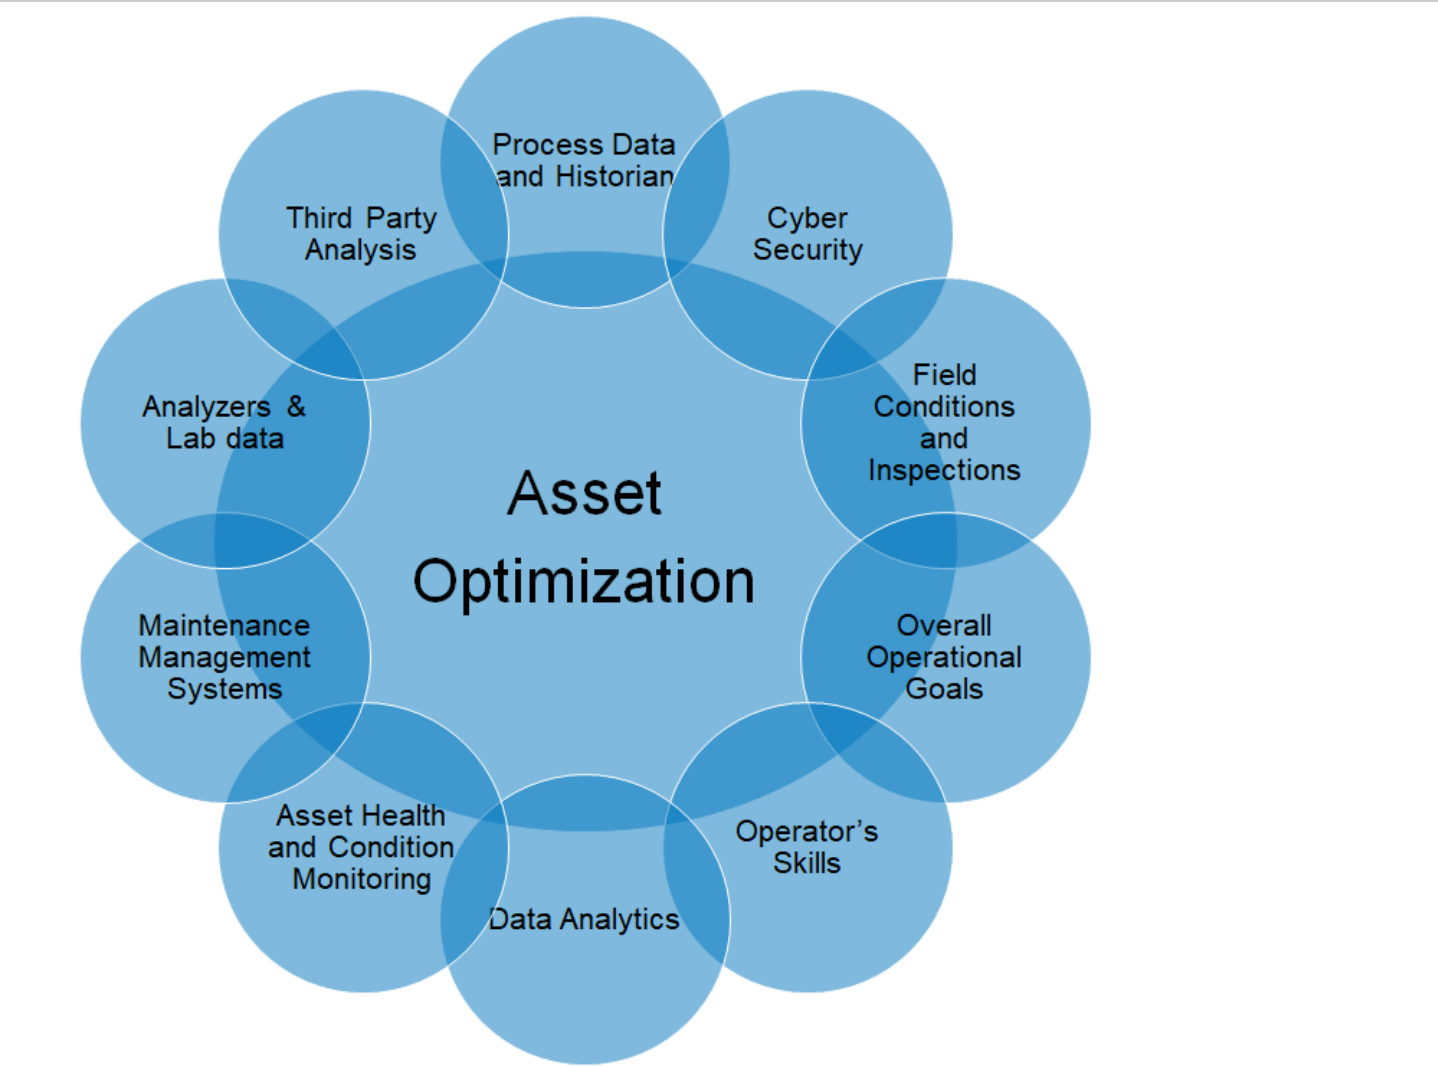 Process Data
and Historian
Cyber
Security
Field
Conditions
and
Inspections
Overall
Operational
Goals
Operator’s
Skills
Data Analytics
Asset Health
and Condition
Monitoring
Maintenance
Management
Systems
Analyzers &
Lab data
Third Party
Analysis
Asset
Optimization